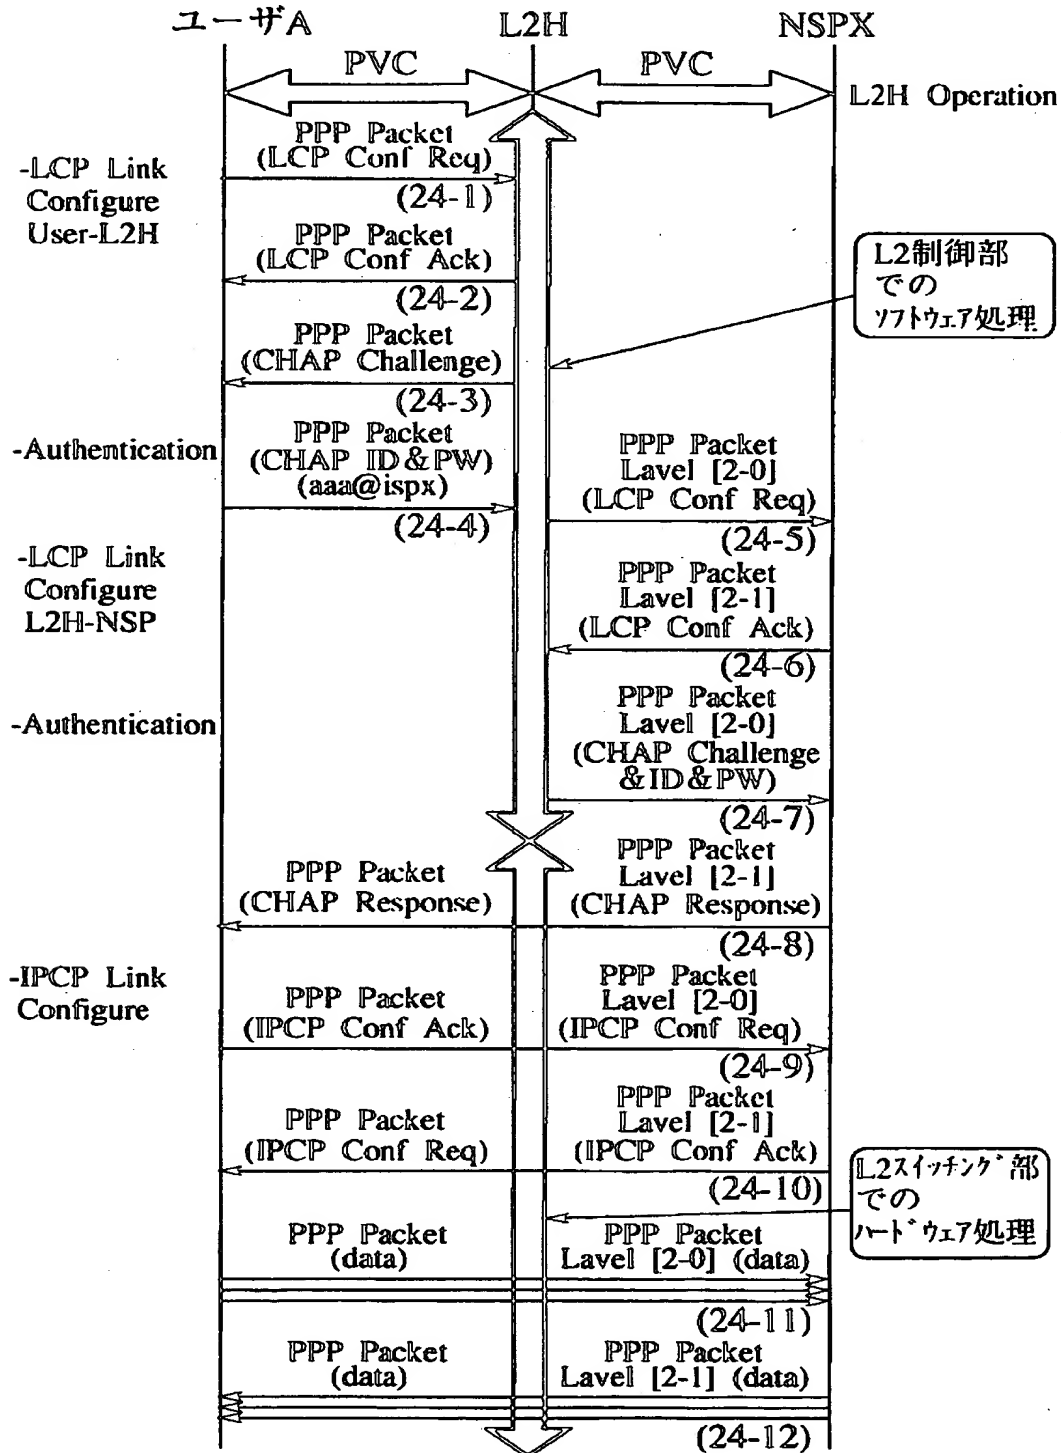 ユーザA
L2H
NSPX
PVC
PVC
L2H Operation
PPP Packet
(LCP Conf Req)
(24-1)
-LCP Link
Configure
User-L2H
PPP Packet
(LCP Conf Ack)
(24-2)
L2制御部
での
ソフトウェア処理
PPP Packet
(CHAP Challenge)
(24-3)
-Authentication
PPP Packet
(CHAP ID&PW)
(aaa@ispx)
(24-4)
PPP Packet
Lavel [2-0]
(LCP Conf Req)
(24-5)
-LCP Link
Configure
L2H-NSP
PPP Packet
Lavel [2-1]
(LCP Conf Ack)
(24-6)
-Authentication
PPP Packet
Lavel [2-0]
(CHAP Challenge
&ID&PW)
(24-7)
PPP Packet
(CHAP Response)
PPP Packet
Lavel [2-1]
(CHAP Response)
(24-8)
-IPCP Link
Configure
PPP Packet
(IPCP Conf Ack)
PPP Packet
Lavel [2-0]
(IPCP Conf Req)
(24-9)
PPP Packet
(IPCP Conf Req)
PPP Packet
Lavel [2-1]
(IPCP Conf Ack)
(24-10)
L2スイッチング部
での
ハードウェア処理
PPP Packet
(data)
PPP Packet
Lavel [2-0] (data)
(24-11)
PPP Packet
(data)
PPP Packet
Lavel [2-1] (data)
(24-12)